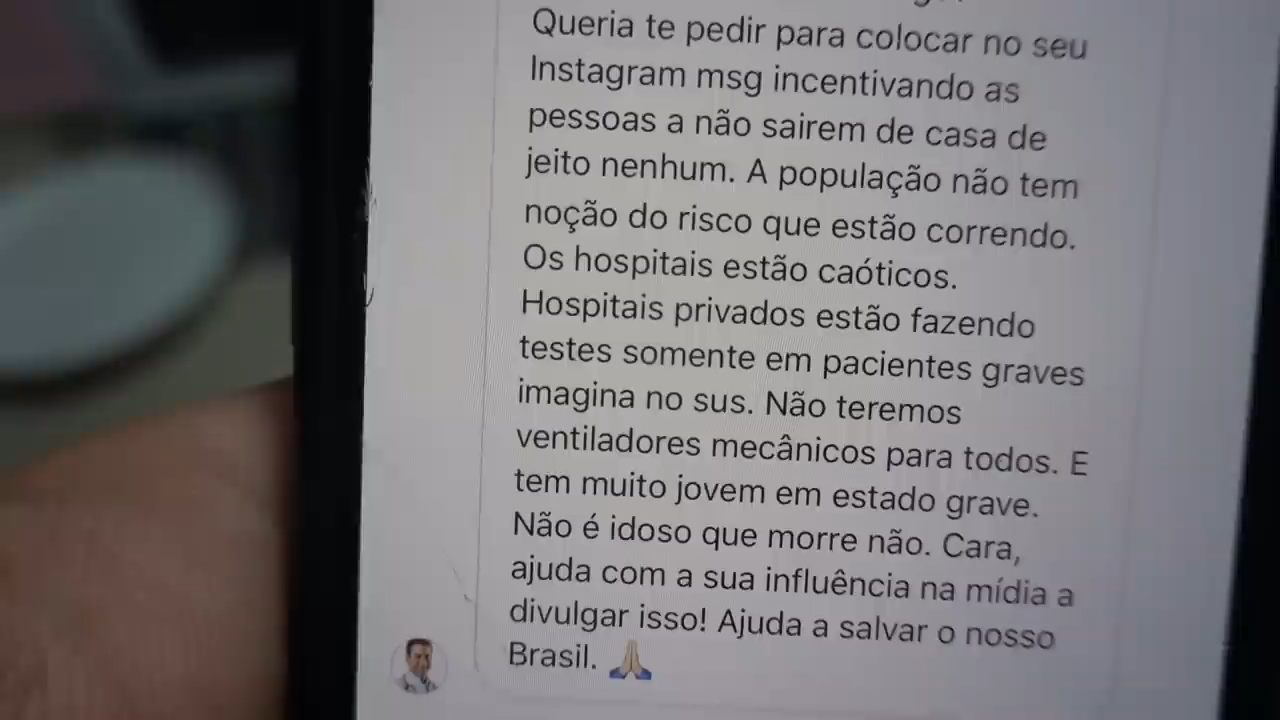 Queria te pedir para colocar no seu
Instagram msg incentivando as
pessoas a não sairem de casa de
jeito nenhum. A população não tem
noção do risco que estão correndo.
Os hospitais estão caóticos.
Hospitais privados estão fazendo
testes somente em pacientes graves
imagina no sus. Não teremos
ventiladores mecânicos para todos. E
tem muito jovem em estado grave.
Não é idoso que morre não. Cara,
ajuda com a sua influência na mídia a
divulgar isso! Ajuda a salvar o nosso
Brasil. 🙏🏼